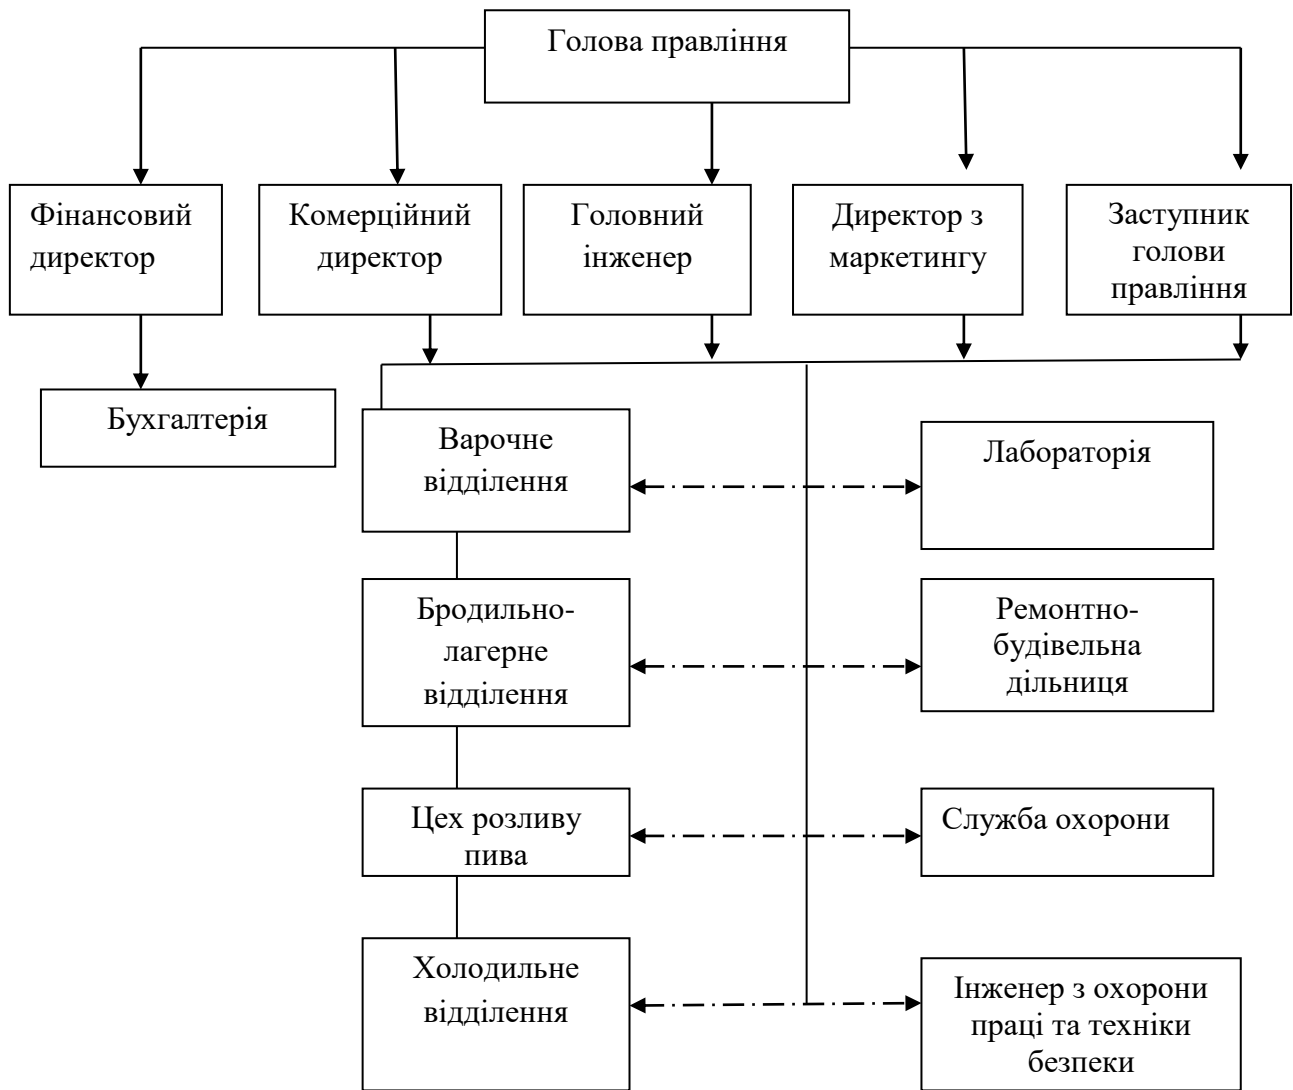 Голова правління
Фінансовий
директор
Комерційний
директор
Головний
інженер
Директор з
маркетингу
Заступник
голови
правління
Бухгалтерія
Варочне
відділення
Лабораторія
Бродильно-
лагерне
відділення
Ремонтно-
будівельна
дільниця
Цех розливу
пива
Служба охорони
Холодильне
відділення
Інженер з охорони
праці та техніки
безпеки